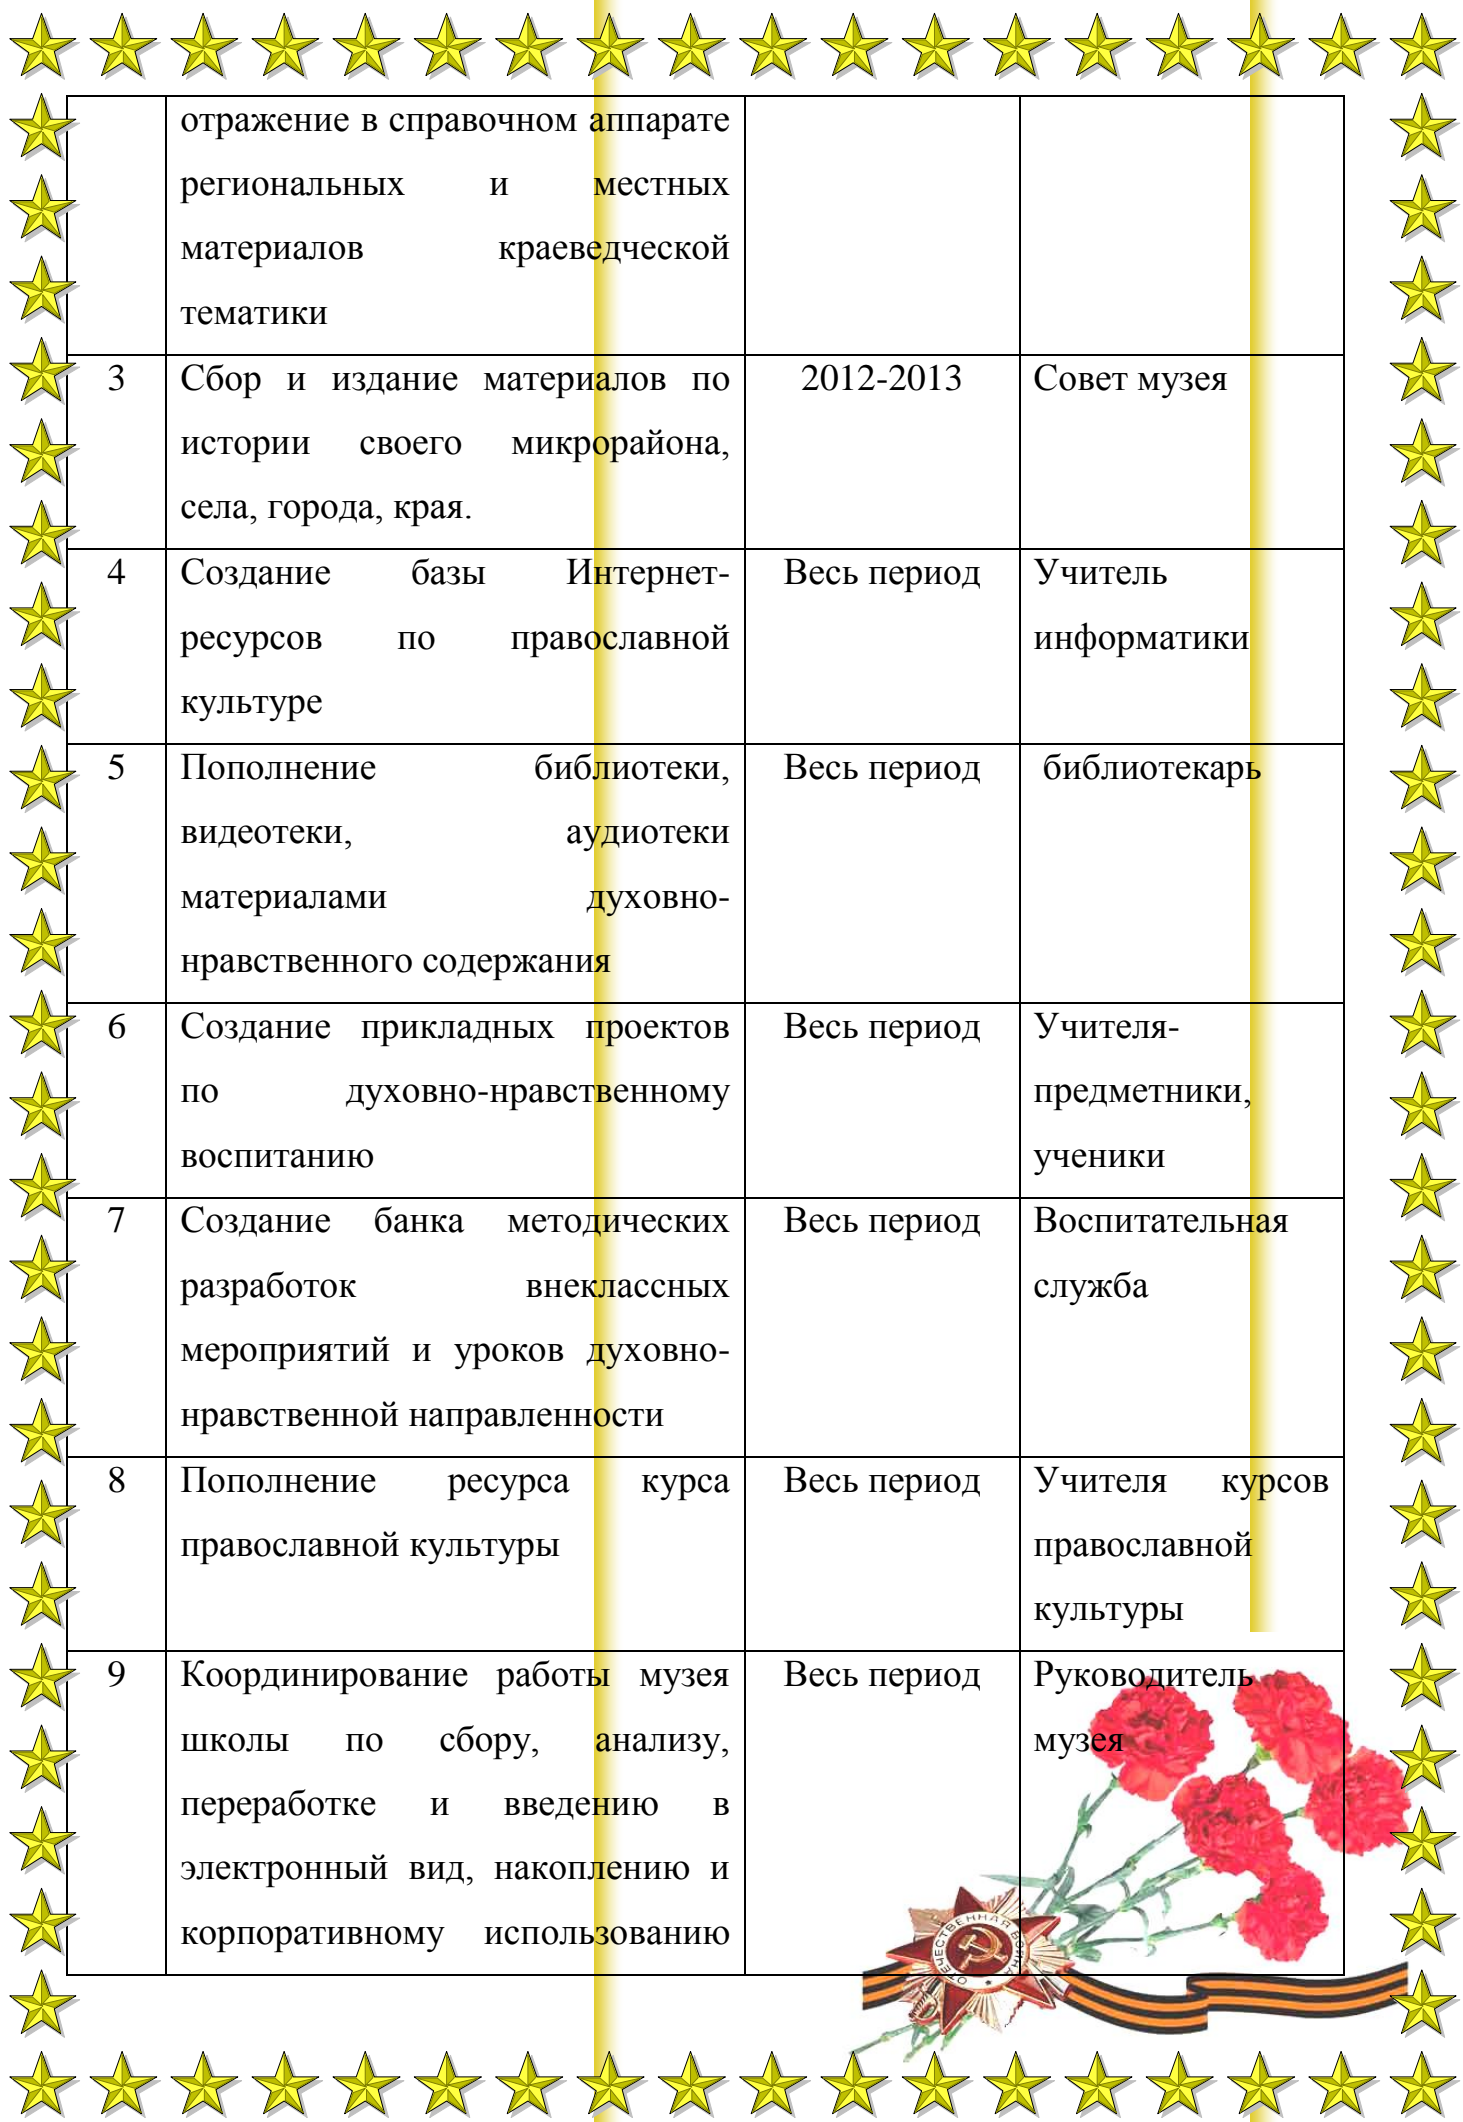 отражение в справочном аппарате
региональных и местных
материалов краеведческой
тематики
3 Сбор и издание материалов по 2012-2013 Совет музея
истории своего микрорайона,
села, города, края.
4 Создание базы Интернет- Весь период Учитель
ресурсов по православной информатики
культуре
5 Пополнение библиотеки, Весь период библиотекарь
видеотеки, аудиотеки
материалами духовно-
нравственного содержания
6 Создание прикладных проектов Весь период Учителя-
по духовно-нравственному предметники,
воспитанию ученики
7 Создание банка методических Весь период Воспитательная
разработок внеклассных служба
мероприятий и уроков духовно-
нравственной направленности
8 Пополнение ресурса курса Весь период Учителя курсов
православной культуры православной
культуры
9 Координирование работы музея Весь период Руководитель
школы по сбору, анализу, музея
переработке и введению в
электронный вид, накоплению и
корпоративному использованию
ОТЕЧЕСТВЕННАЯ ВОЙНА